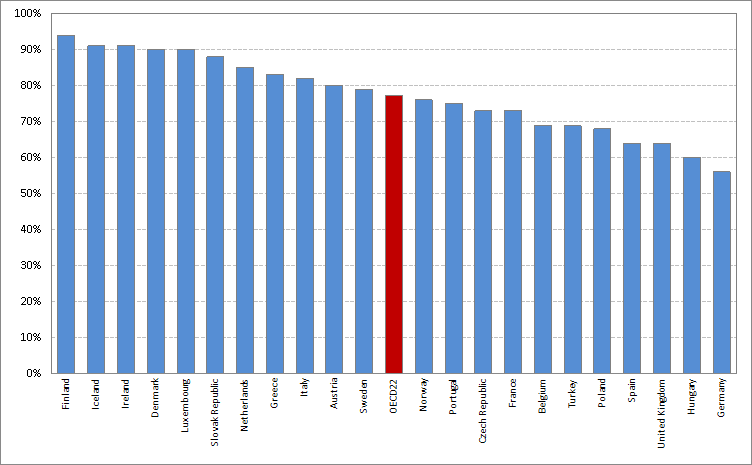 100%
90%
80%
70%
60%
50%
40%
30%
20%
10%
0%
Finland
Iceland
Ireland
Denmark
Luxembourg
Slovak Republic
Netherlands
Greece
Italy
Austria
Sweden
OECD22
Norway
Portugal
Czech Republic
France
Belgium
Turkey
Poland
Spain
United Kingdom
Hungary
Germany